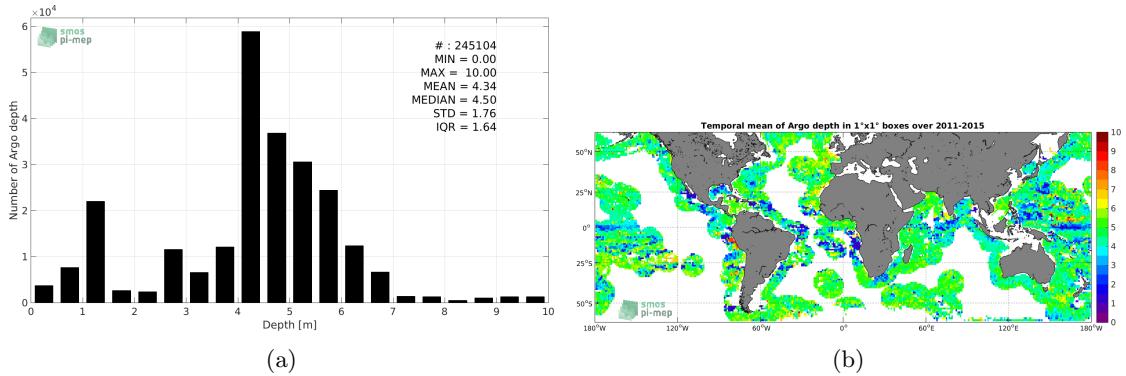 ×10⁴
6
5
4
3
2
1
0
Number of Argo depth
smos
pi-mep
# : 245104
MIN = 0.00
MAX = 10.00
MEAN = 4.34
MEDIAN = 4.50
STD = 1.76
IQR = 1.64
0 1 2 3 4 5 6 7 8 9 10
Depth [m]
(a)
Temporal mean of Argo depth in 1°x1° boxes over 2011-2015
50°N
25°N
0°
25°S
50°S
smos
pi-mep
180°W 120°W 60°W 0° 60°E 120°E 180°W
10
9
8
7
6
5
4
3
2
1
0
(b)